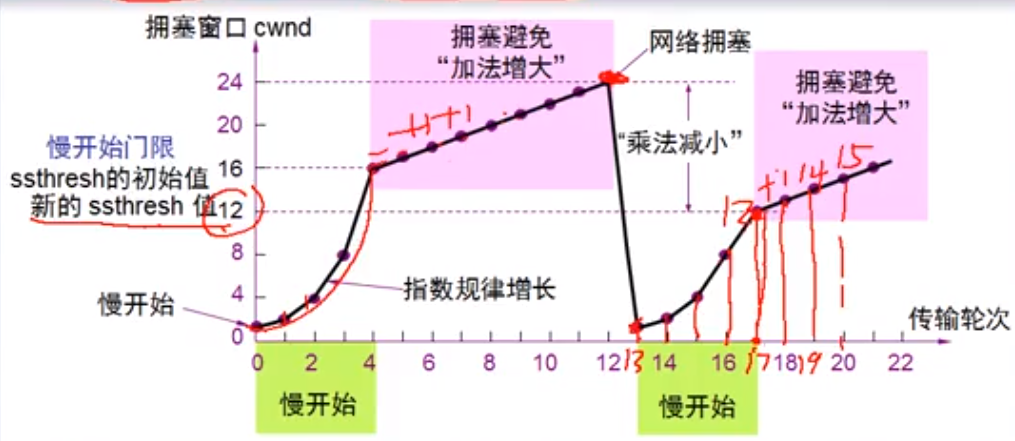 拥塞窗口 cwnd
拥塞避免
“加法增大”
网络拥塞
拥塞避免
“加法增大”
24
20
16
12
8
4
0
“乘法减小”
慢开始门限
ssthresh的初始值
新的 ssthresh 值
+1
+1
12
+1
14
15
指数规律增长
慢开始
传输轮次
0
2
4
6
8
10
12
13
14
16
17
18
19
20
22
慢开始
慢开始